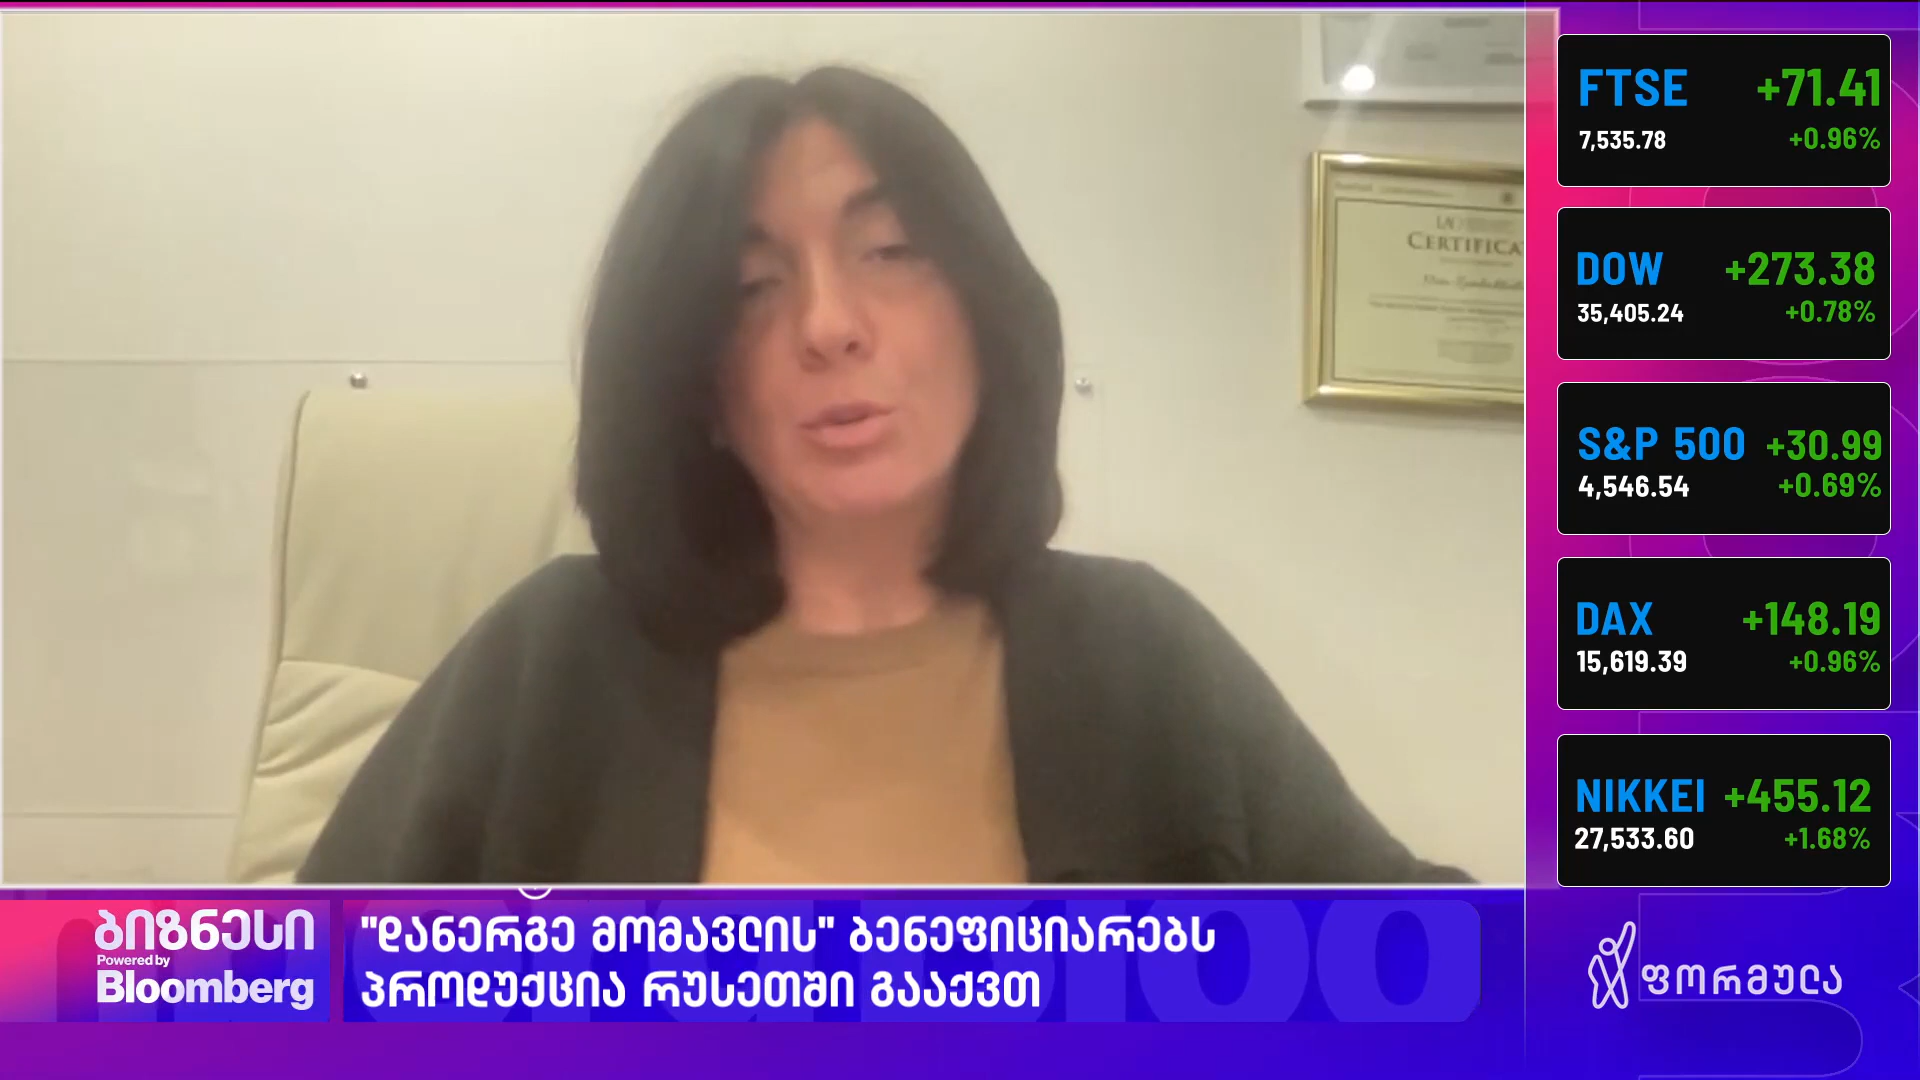 CERTIFICA
FTSE +71.41
7,535.78 +0.96%
DOW +273.38
35,405.24 +0.78%
S&P 500 +30.99
4,546.54 +0.69%
DAX +148.19
15,619.39 +0.96%
NIKKEI +455.12
27,533.60 +1.68%
ბიზნესი
Powered by
Bloomberg
"დანერგე მომავლის" ბენეფიციარებს
პროდუქცია რუსეთში გააქვთ
ფორმულა